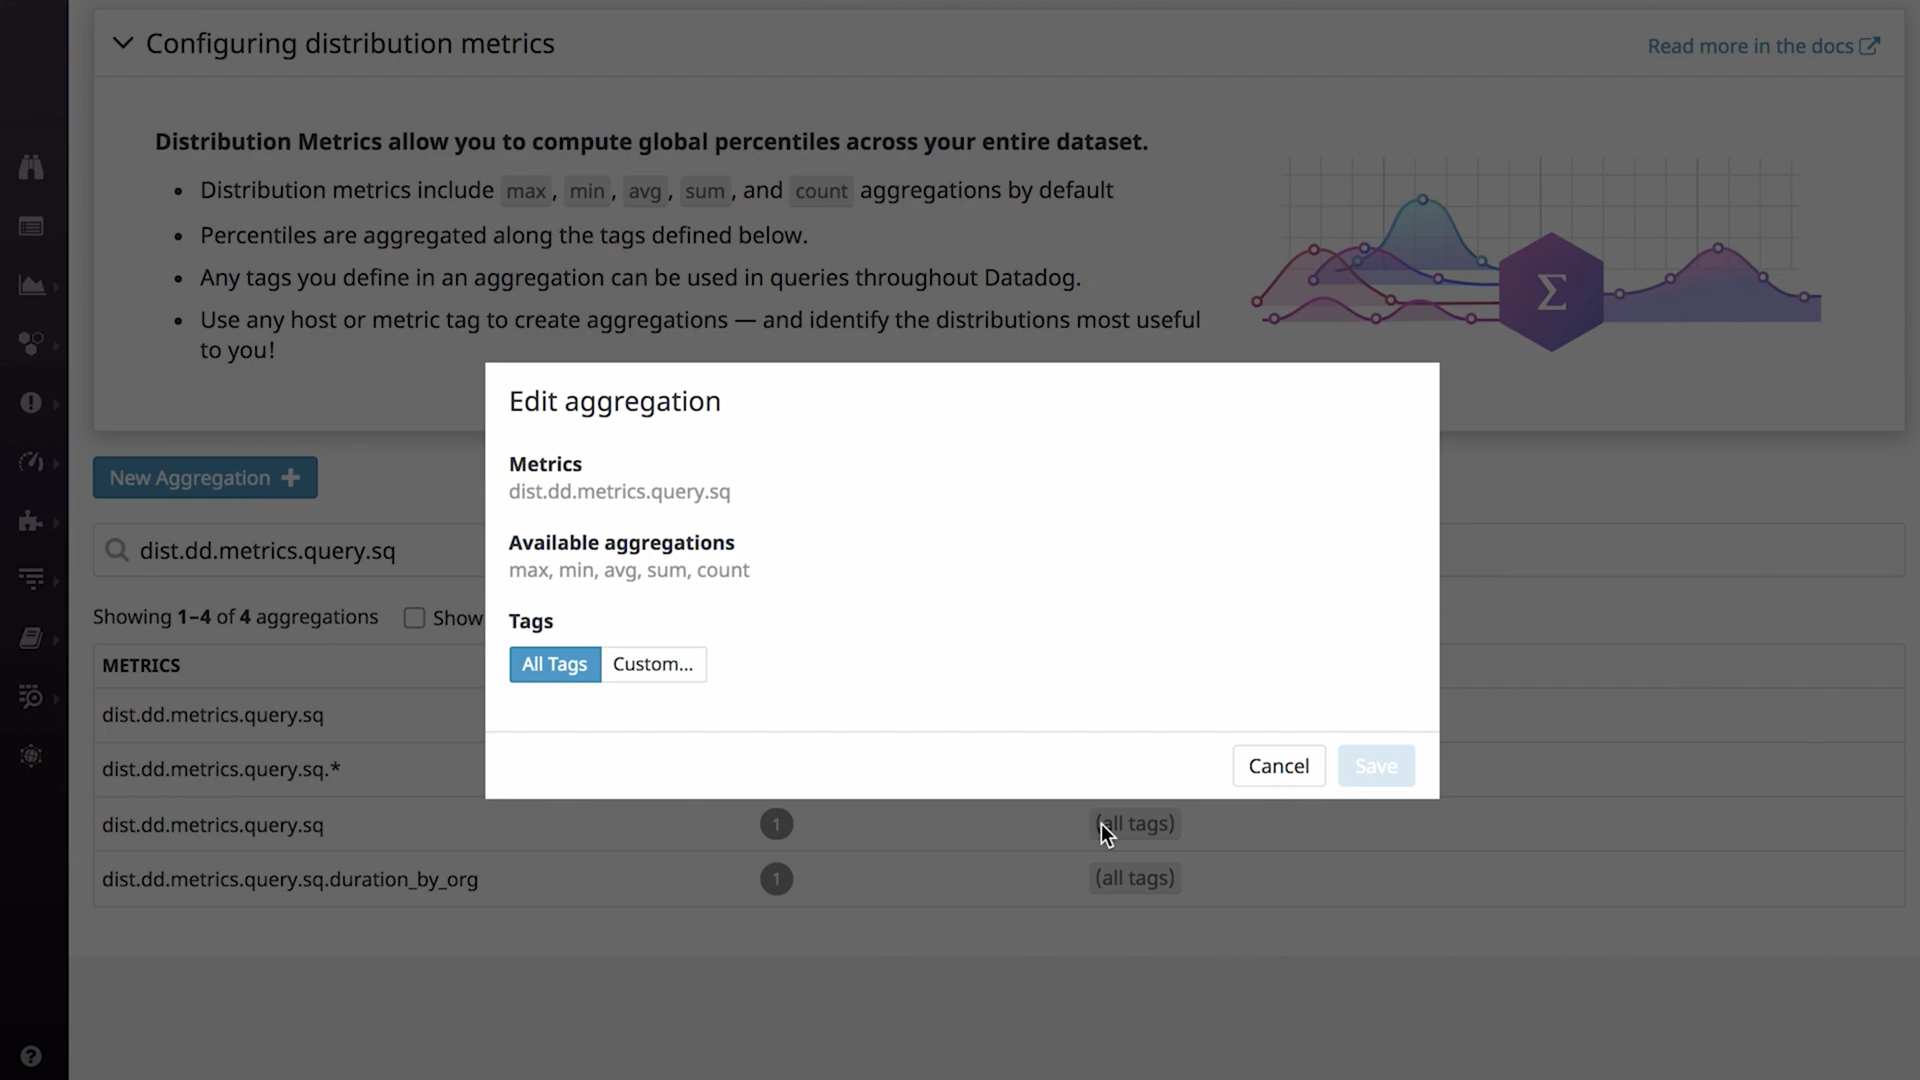 Configuring distribution metrics
Read more in the docs
Distribution Metrics allow you to compute global percentiles across your entire dataset.
• Distribution metrics include max, min, avg, sum, and count aggregations by default
• Percentiles are aggregated along the tags defined below.
• Any tags you define in an aggregation can be used in queries throughout Datadog.
• Use any host or metric tag to create aggregations — and identify the distributions most useful
to you!
Σ
Edit aggregation
Metrics
dist.dd.metrics.query.sq
Available aggregations
max, min, avg, sum, count
Tags
All Tags Custom...
Cancel Save
New Aggregation +
dist.dd.metrics.query.sq
Showing 1–4 of 4 aggregations Show
METRICS
dist.dd.metrics.query.sq
dist.dd.metrics.query.sq.*
dist.dd.metrics.query.sq 1 (all tags)
dist.dd.metrics.query.sq.duration_by_org 1 (all tags)